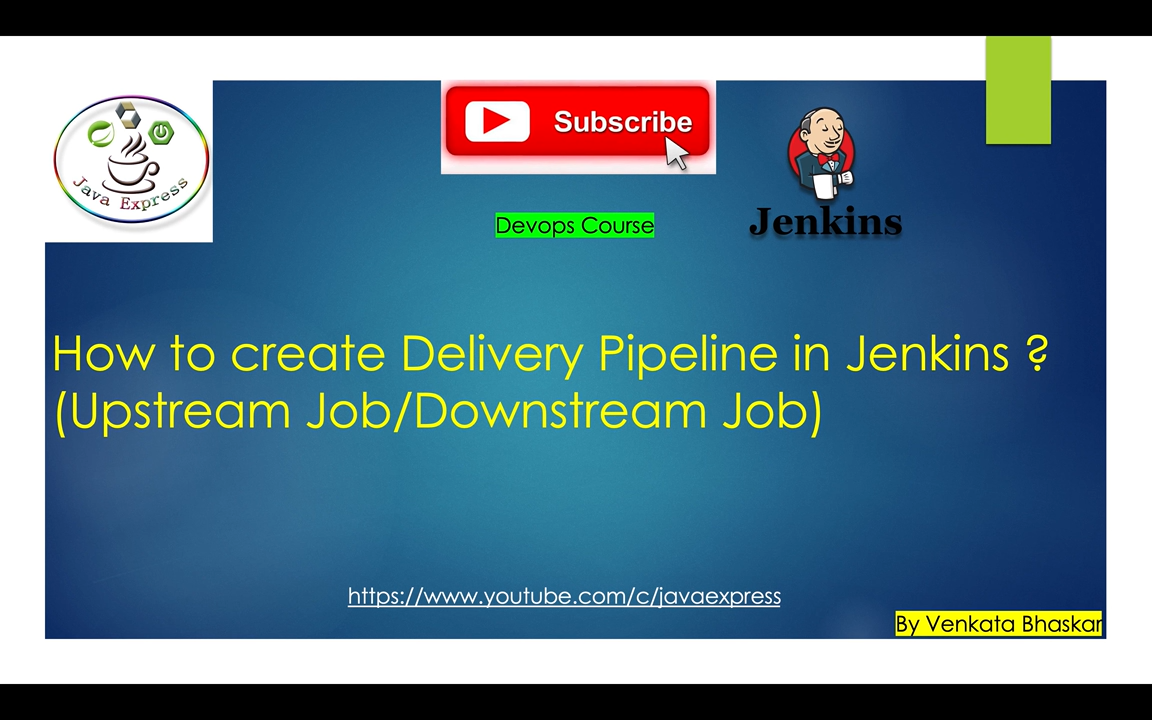 Subscribe
Java Express
Jenkins
Devops Course
How to create Delivery Pipeline in Jenkins ?
(Upstream Job/Downstream Job)
https://www.youtube.com/c/javaexpress
By Venkata Bhaskar